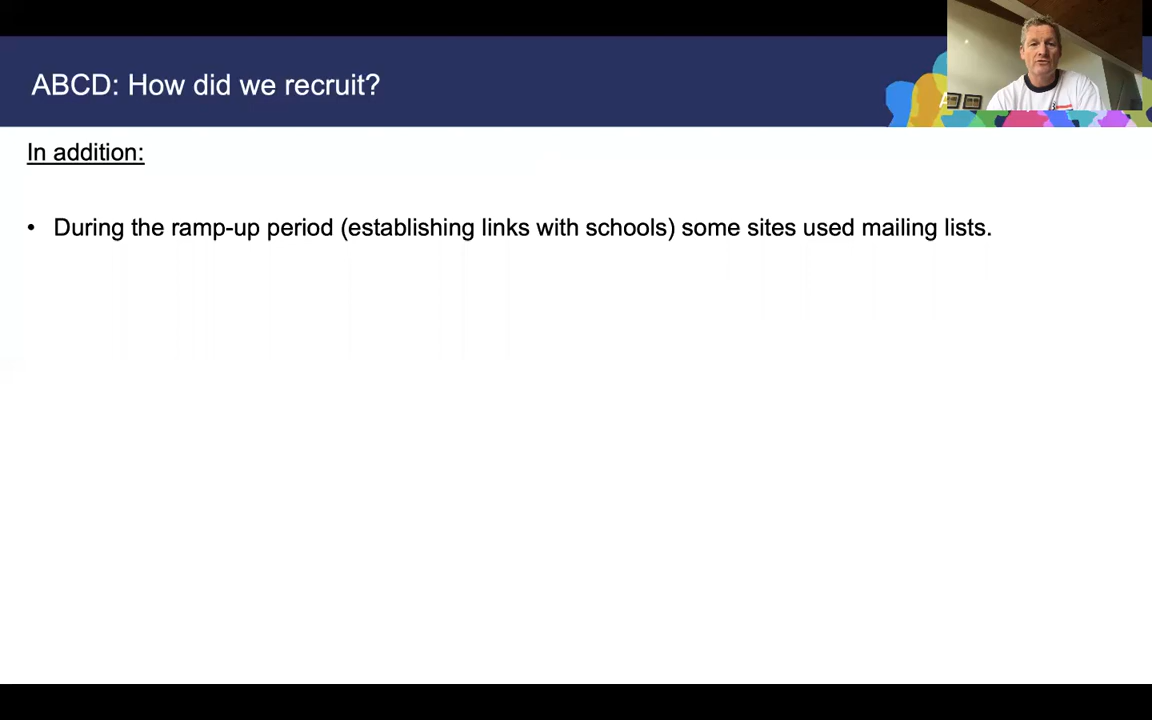 ABCD: How did we recruit?
In addition:
• During the ramp-up period (establishing links with schools) some sites used mailing lists.